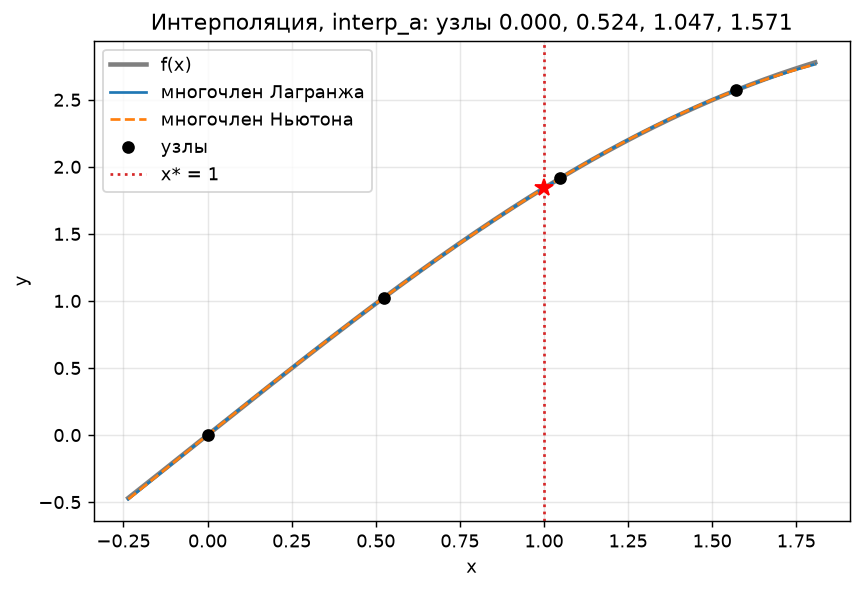 Интерполяция, interp_a: узлы 0.000, 0.524, 1.047, 1.571
f(x)
многочлен Лагранжа
многочлен Ньютона
узлы
x* = 1
y
2.5
2.0
1.5
1.0
0.5
0.0
−0.5
−0.25 0.00 0.25 0.50 0.75 1.00 1.25 1.50 1.75
x